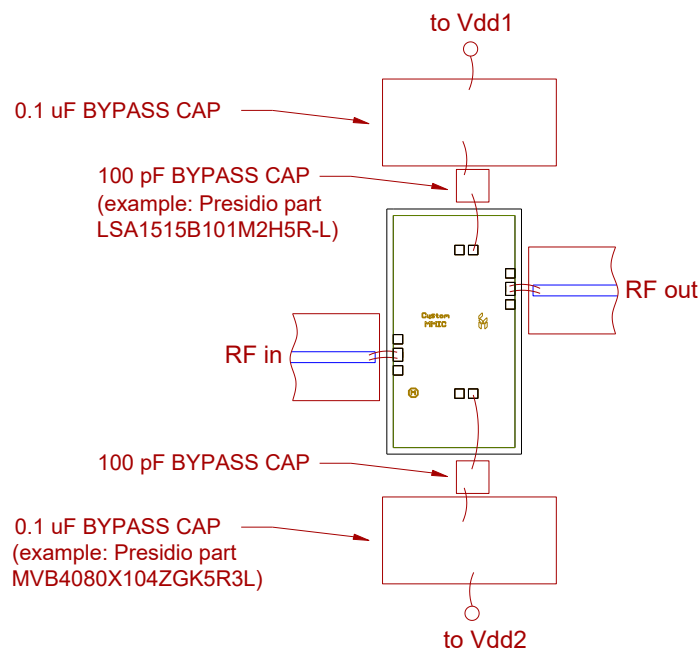 to Vdd1
0.1 uF BYPASS CAP
100 pF BYPASS CAP
(example: Presidio part
LSA1515B101M2H5R-L)
RF out
Custom
MMIC
RF in
M
100 pF BYPASS CAP
0.1 uF BYPASS CAP
(example: Presidio part
MVB4080X104ZGK5R3L)
to Vdd2